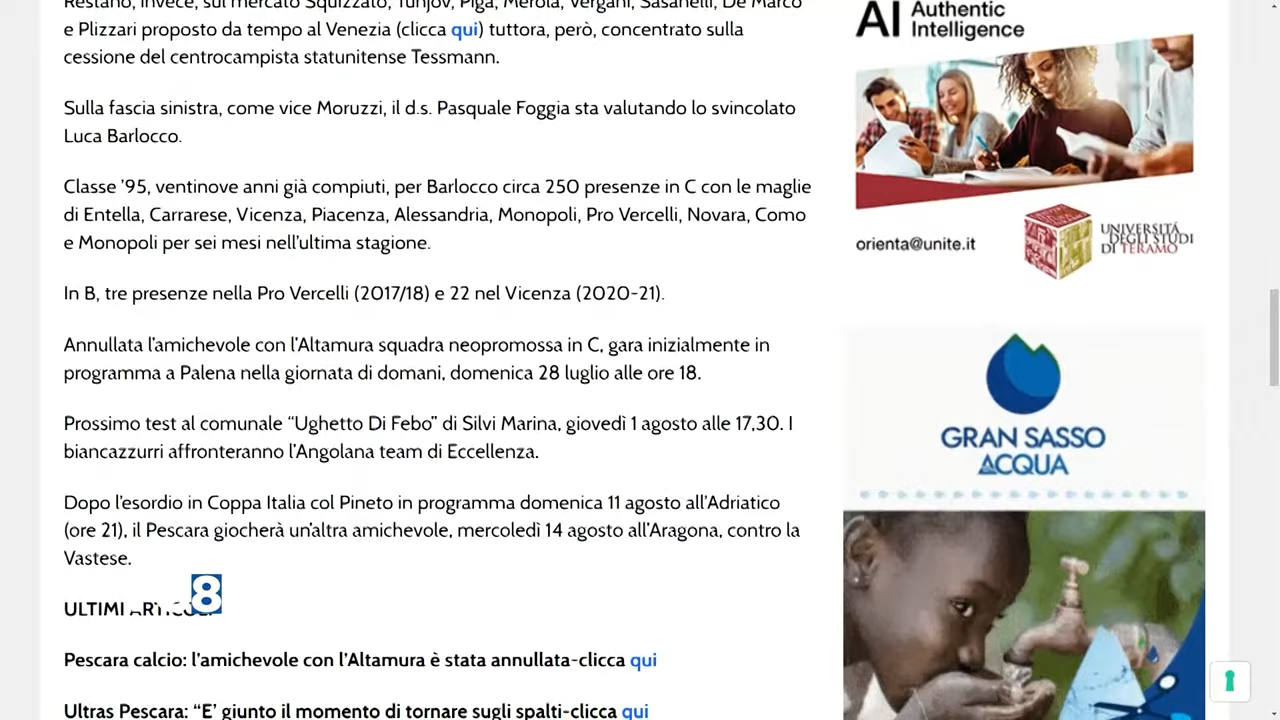 Restano, invece, sul mercato Squizzato, Tunjov, Piga, Merola, Vergani, Sasanelli, De Marco
e Plizzari proposto da tempo al Venezia (clicca qui) tuttora, però, concentrato sulla
cessione del centrocampista statunitense Tessmann.
Sulla fascia sinistra, come vice Moruzzi, il d.s. Pasquale Foggia sta valutando lo svincolato
Luca Barlocco.
Classe ’95, ventinove anni già compiuti, per Barlocco circa 250 presenze in C con le maglie
di Entella, Carrarese, Vicenza, Piacenza, Alessandria, Monopoli, Pro Vercelli, Novara, Como
e Monopoli per sei mesi nell’ultima stagione.
In B, tre presenze nella Pro Vercelli (2017/18) e 22 nel Vicenza (2020-21).
Annullata l’amichevole con l’Altamura squadra neopromossa in C, gara inizialmente in
programma a Palena nella giornata di domani, domenica 28 luglio alle ore 18.
Prossimo test al comunale “Ughetto Di Febo” di Silvi Marina, giovedì 1 agosto alle 17,30. I
biancazzurri affronteranno l’Angolana team di Eccellenza.
Dopo l’esordio in Coppa Italia col Pineto in programma domenica 11 agosto all’Adriatico
(ore 21), il Pescara giocherà un’altra amichevole, mercoledì 14 agosto all’Aragona, contro la
Vastese.
8
ULTIMI
Pescara calcio: l’amichevole con l’Altamura è stata annullata-clicca qui
Ultras Pescara: “E’ giunto il momento di tornare sugli spalti-clicca qui
AI Authentic
Intelligence
orienta@unite.it
UNIVERSITÁ
DEGLI STUDI
DI TERAMO
GRAN SASSO
ACQUA